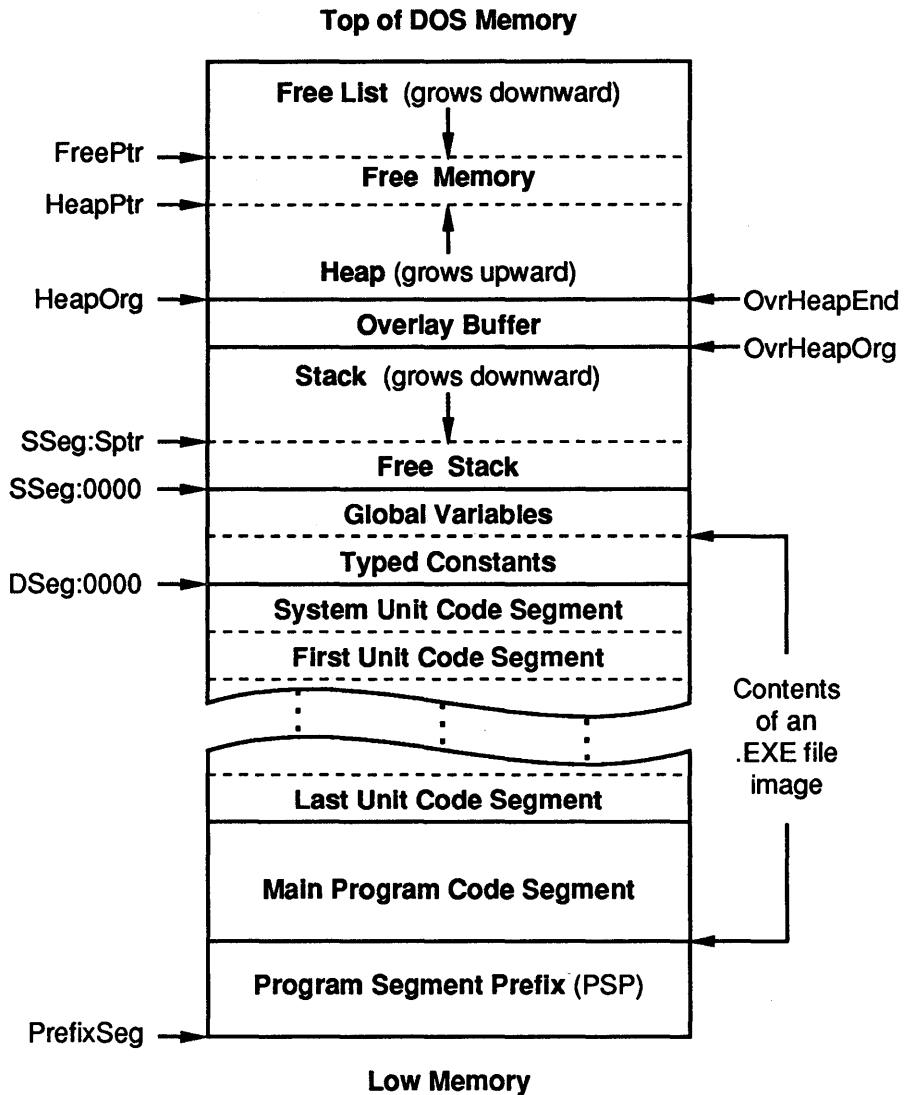 Top of DOS Memory
Free List (grows downward)
FreePtr
Free Memory
HeapPtr
Heap (grows upward)
HeapOrg
OvrHeapEnd
Overlay Buffer
OvrHeapOrg
Stack (grows downward)
SSeg:Sptr
Free Stack
SSeg:0000
Global Variables
Typed Constants
DSeg:0000
System Unit Code Segment
First Unit Code Segment
Contents
of an
.EXE file
image
Last Unit Code Segment
Main Program Code Segment
Program Segment Prefix (PSP)
PrefixSeg
Low Memory